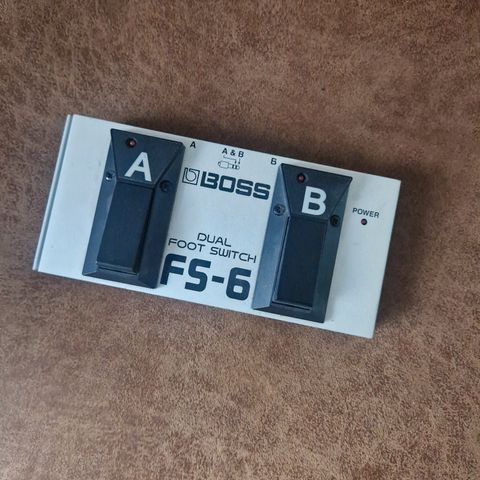 A
A & B
B
BOSS
A
B
POWER
DUAL
FOOT SWITCH
FS-6